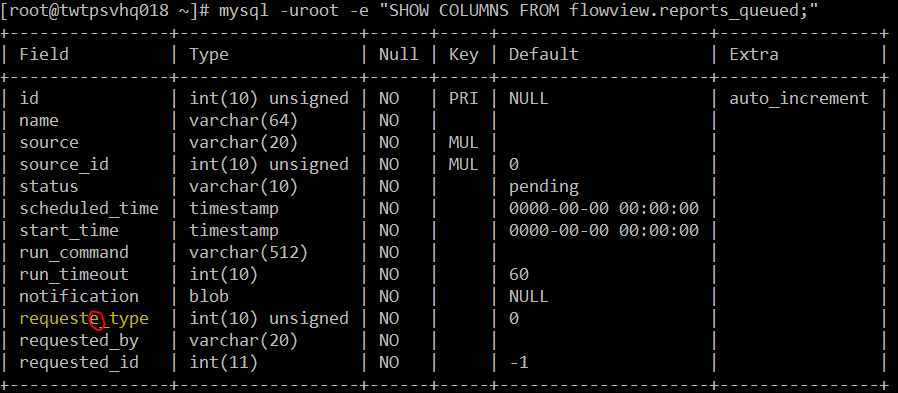 [root@twtpsvhq018 ~]# mysql -uroot -e "SHOW COLUMNS FROM flowview.reports_queued;"
+----------------+------------------+------+-----+---------------------+----------------+
| Field          | Type             | Null | Key | Default             | Extra          |
+----------------+------------------+------+-----+---------------------+----------------+
| id             | int(10) unsigned | NO   | PRI | NULL                | auto_increment |
| name           | varchar(64)      | NO   |     |                     |                |
| source         | varchar(20)      | NO   | MUL |                     |                |
| source_id      | int(10) unsigned | NO   | MUL | 0                   |                |
| status         | varchar(10)      | NO   |     | pending             |                |
| scheduled_time | timestamp        | NO   |     | 0000-00-00 00:00:00 |                |
| start_time     | timestamp        | NO   |     | 0000-00-00 00:00:00 |                |
| run_command    | varchar(512)     | NO   |     |                     |                |
| run_timeout    | int(10)          | NO   |     | 60                  |                |
| notification   | blob             | NO   |     | NULL                |                |
| requeste_type  | int(10) unsigned | NO   |     | 0                   |                |
| requested_by   | varchar(20)      | NO   |     |                     |                |
| requested_id   | int(11)          | NO   |     | -1                  |                |
+----------------+------------------+------+-----+---------------------+----------------+